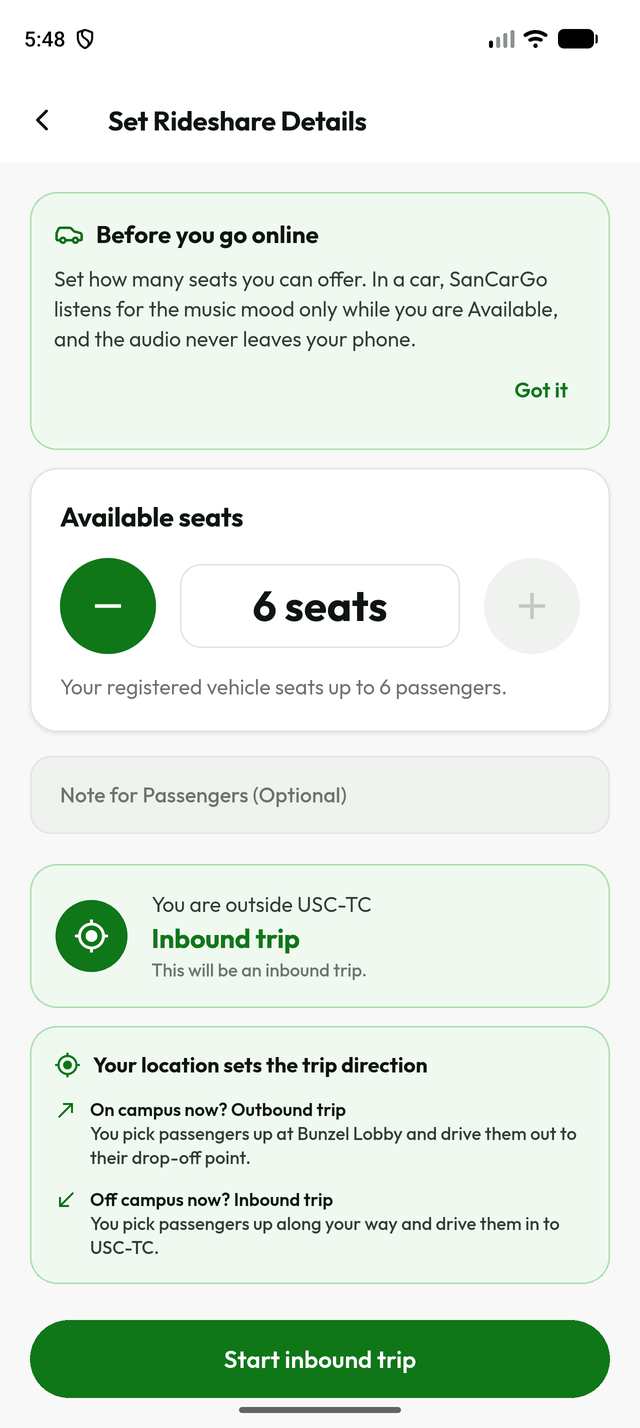 5:48
Set Rideshare Details
Before you go online
Set how many seats you can offer. In a car, SanCarGo
listens for the music mood only while you are Available,
and the audio never leaves your phone.
Got it
Available seats
6 seats
Your registered vehicle seats up to 6 passengers.
Note for Passengers (Optional)
You are outside USC-TC
Inbound trip
This will be an inbound trip.
Your location sets the trip direction
On campus now? Outbound trip
You pick passengers up at Bunzel Lobby and drive them out to
their drop-off point.
Off campus now? Inbound trip
You pick passengers up along your way and drive them in to
USC-TC.
Start inbound trip